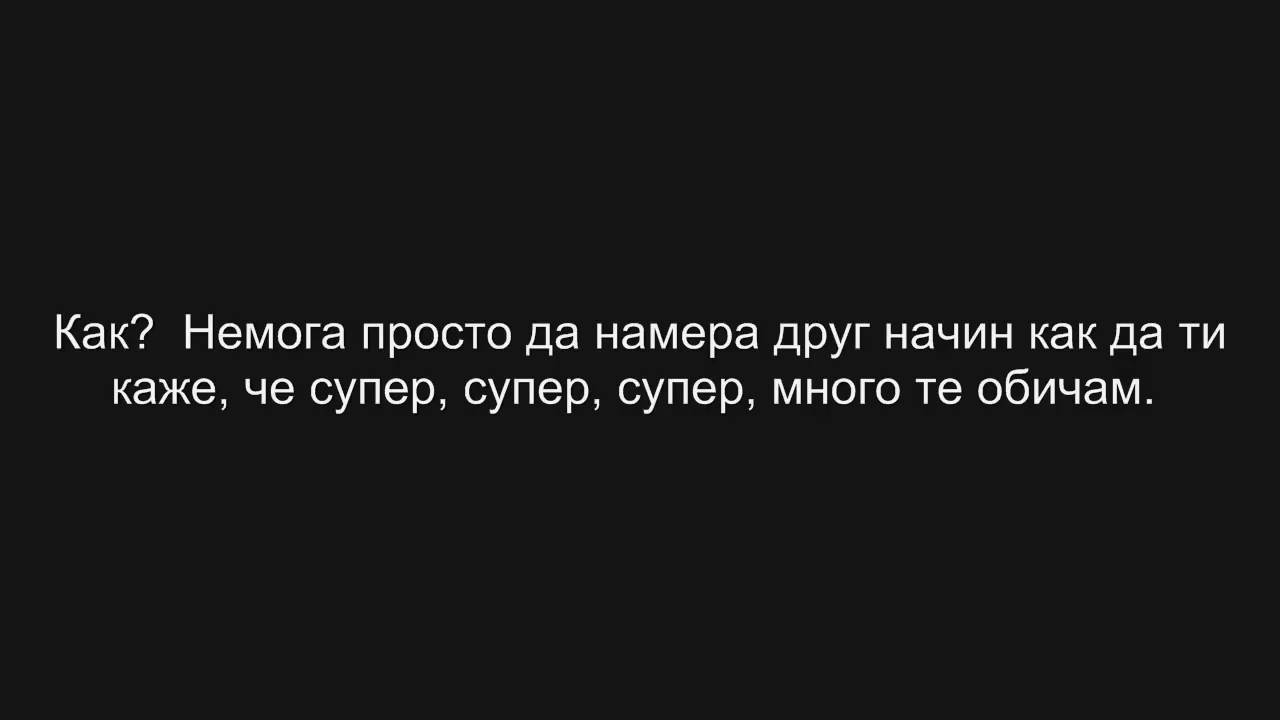 Как?  Немога просто да намера друг начин как да ти
каже, че супер, супер, супер, много те обичам.